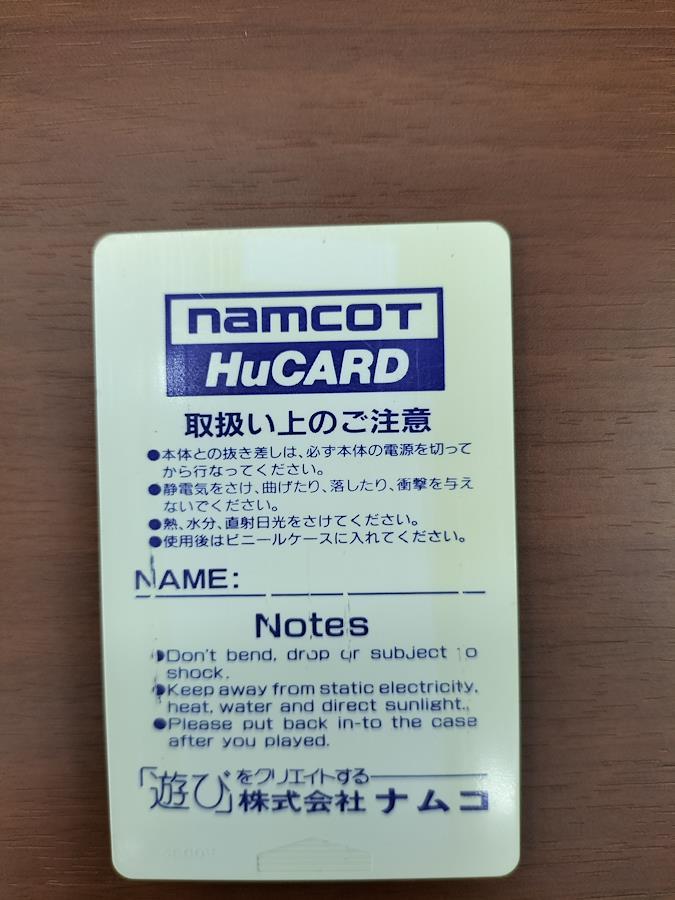 namcoT
HuCARD
取扱い上のご注意
●本体との抜き差しは、必ず本体の電源を切って
から行なってください。
●静電気をさけ、曲げたり、落したり、衝撃を与え
ないでください。
●熱、水分、直射日光をさけてください。
●使用後はビニールケースに入れてください。
NAME:
Notes
●Don't bend, drop or subject to
shock.
●Keep away from static electricity,
heat, water and direct sunlight.
●Please put back in-to the case
after you played.
「遊び」をクリエイトする
株式会社 ナムコ